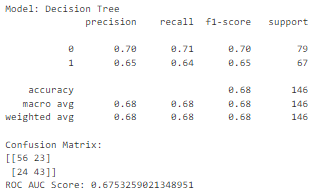 Model: Decision Tree
              precision    recall  f1-score   support

           0       0.70      0.71      0.70        79
           1       0.65      0.64      0.65        67

    accuracy                           0.68       146
   macro avg       0.68      0.68      0.68       146
weighted avg       0.68      0.68      0.68       146

Confusion Matrix:
[[56 23]
 [24 43]]
ROC AUC Score: 0.6753259021348951